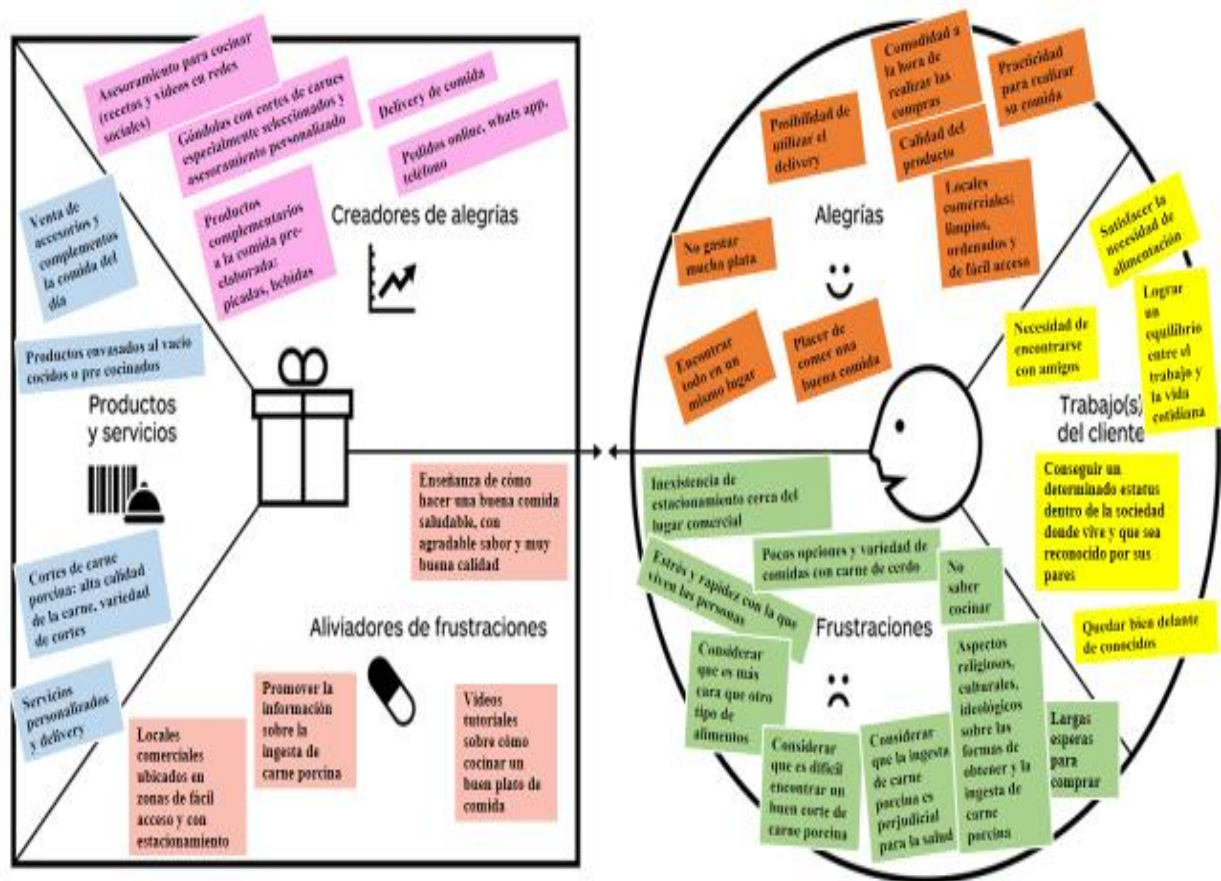 Asesoramiento para cocinar
(recetas y videos en redes
sociales)
Góndolas con cortes de carnes
especialmente seleccionados y
asesoramiento personalizado
Delivery de comida
Pedidos online, whats app,
teléfono
Productos
complementarios
a la comida pre-
elaborada:
picadas, bebidas
Creadores de alegrías
Venta de
accesorios y
complementos
la comida del
día
Productos envasados al vacío
cocidos o pre cocinados
Productos
y servicios
Cortes de carne
porcina: alta calidad
de la carne, variedad
de cortes
Servicios
personalizados
y delivery
Enseñanza de cómo
hacer una buena comida
saludable, con
agradable sabor y muy
buena calidad
Aliviadores de frustraciones
Locales
comerciales
ubicados en
zonas de fácil
acceso y con
estacionamiento
Promover la
información
sobre la
ingesta de
carne porcina
Vídeos
tutoriales
sobre cómo
cocinar un
buen plato de
comida
Comodidad a
la hora de
realizar las
compras
Practicidad
para realizar
su comida
Posibilidad de
utilizar el
delivery
Calidad del
producto
Locales
comerciales:
limpios,
ordenados y
de fácil acceso
Alegrías
No gastar
mucha plata
Encontrar
todo en un
mismo lugar
Placer de
comer una
buena comida
Satisfacer la
necesidad de
alimentación
Lograr
un
equilibrio
entre el
trabajo y
la vida
cotidiana
Necesidad de
encontrarse
con amigos
Trabajo(s)
del cliente
Conseguir un
determinado estatus
dentro de la sociedad
donde vive y que sea
reconocido por sus
pares
Quedar bien delante
de conocidos
Inexistencia de
estacionamiento cerca del
lugar comercial
Pocos opciones y variedad de
comidas con carne de cerdo
Estrés y rapidez con la que
viven las personas
No
saber
cocinar
Frustraciones
Considerar
que es más
cara que otro
tipo de
alimentos
Considerar
que es difícil
encontrar un
buen corte de
carne porcina
Considerar
que la ingesta
de carne
porcina es
perjudicial
para la salud
Aspectos
religiosos,
culturales,
ideológicos
sobre las
formas de
obtener y la
ingesta de
carne
porcina
Largas
esperas
para
comprar